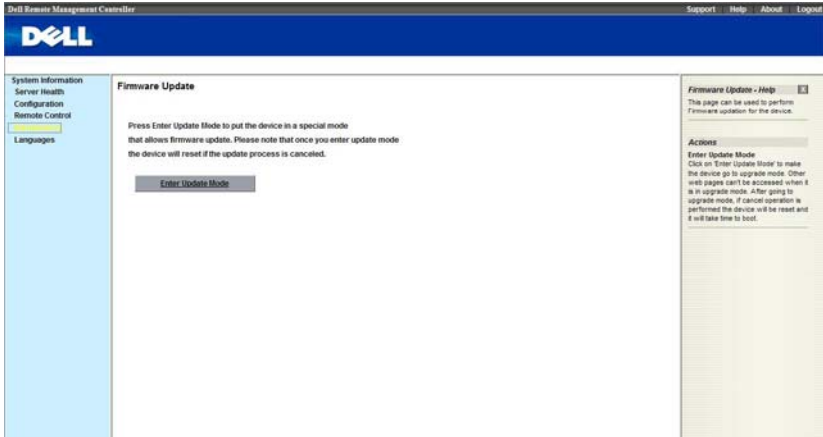 Dell Remote Management Controller
Support Help About Logout
DELL
System Information
Server Health
Configuration
Remote Control
Languages
Firmware Update
Press Enter Update Mode to put the device in a special mode
that allows firmware update. Please note that once you enter update mode
the device will reset if the update process is canceled.
Enter Update Mode
Firmware Update - Help X
This page can be used to perform
Firmware updation for the device.
Actions
Enter Update Mode
Click on 'Enter Update Mode' to make
the device go to upgrade mode. Other
web pages can't be accessed when it
is in upgrade mode. After going to
upgrade mode, if cancel operation is
performed the device will be reset and
it will take time to boot.